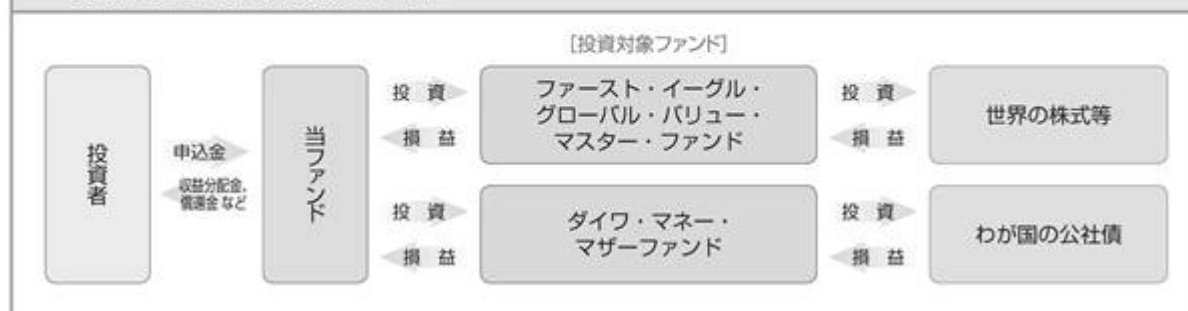 [投資対象ファンド]
投資者
申込金
収益分配金、
償還金 など
当ファンド
投 資
損 益
ファースト・イーグル・
グローバル・バリュー・
マスター・ファンド
投 資
損 益
世界の株式等
投 資
損 益
ダイワ・マネー・
マザーファンド
投 資
損 益
わが国の公社債